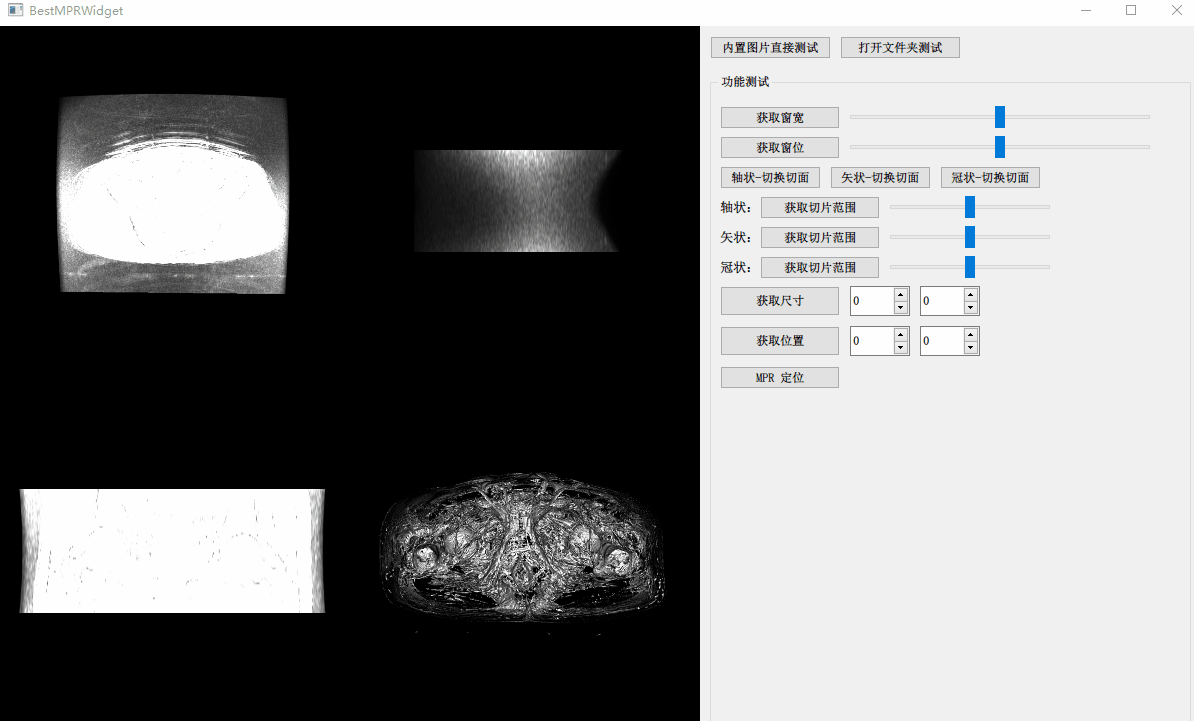 BestMPRWidget
内置图片直接测试 打开文件夹测试
功能测试
获取窗宽
获取窗位
轴状-切换切面 矢状-切换切面 冠状-切换切面
轴状: 获取切片范围
矢状: 获取切片范围
冠状: 获取切片范围
获取尺寸 0 0
获取位置 0 0
MPR 定位